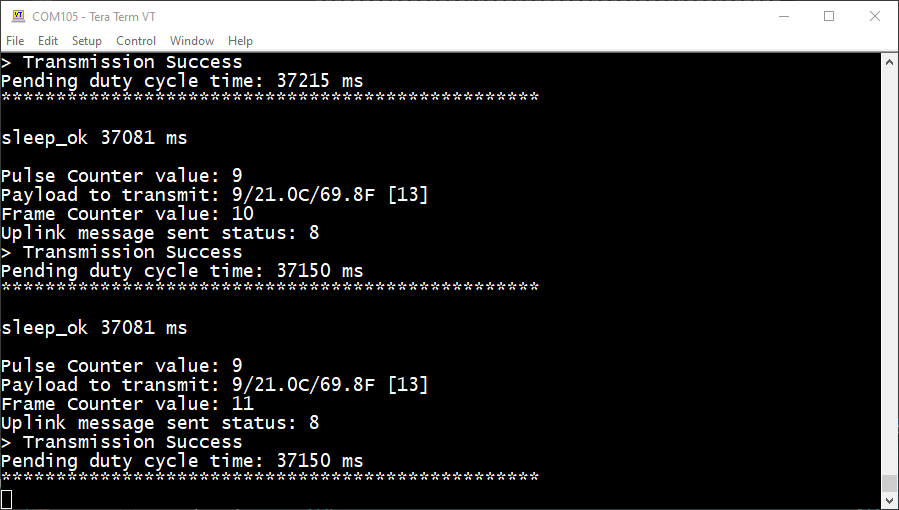 VT COM105 - Tera Term VT
File Edit Setup Control Window Help
> Transmission Success
Pending duty cycle time: 37215 ms
*************************************************
sleep_ok 37081 ms
Pulse Counter value: 9
Payload to transmit: 9/21.0C/69.8F [13]
Frame Counter value: 10
Uplink message sent status: 8
> Transmission Success
Pending duty cycle time: 37150 ms
*************************************************
sleep_ok 37081 ms
Pulse Counter value: 9
Payload to transmit: 9/21.0C/69.8F [13]
Frame Counter value: 11
Uplink message sent status: 8
> Transmission Success
Pending duty cycle time: 37150 ms
*************************************************